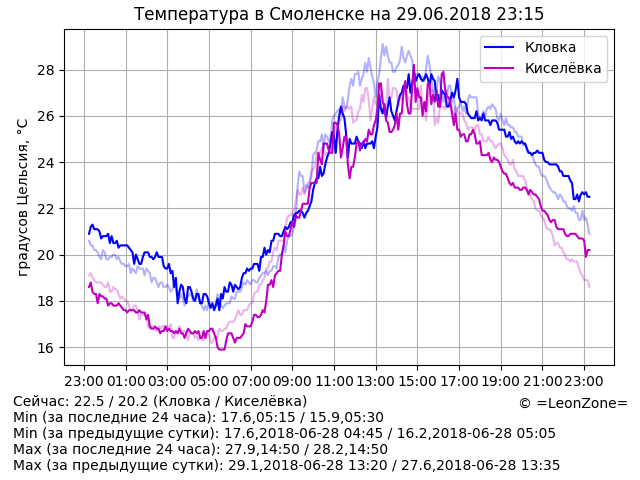 Температура в Смоленске на 29.06.2018 23:15
Кловка
Киселёвка
градусов Цельсия, °C
28
26
24
22
20
18
16
23:00 01:00 03:00 05:00 07:00 09:00 11:00 13:00 15:00 17:00 19:00 21:00 23:00
Сейчас: 22.5 / 20.2 (Кловка / Киселёвка)
© =LeonZone=
Min (за последние 24 часа): 17.6,05:15 / 15.9,05:30
Min (за предыдущие сутки): 17.6,2018-06-28 04:45 / 16.2,2018-06-28 05:05
Max (за последние 24 часа): 27.9,14:50 / 28.2,14:50
Max (за предыдущие сутки): 29.1,2018-06-28 13:20 / 27.6,2018-06-28 13:35